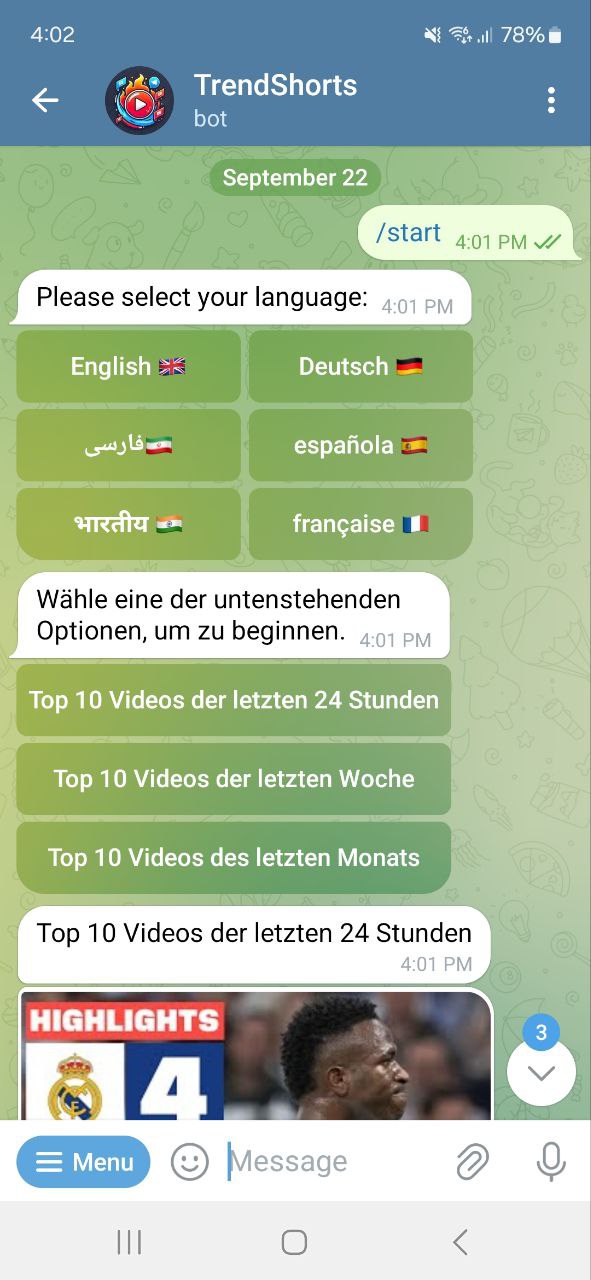 4:02
78%
TrendShorts
bot
September 22
/start 4:01 PM
Please select your language: 4:01 PM
English 🇬🇧
Deutsch 🇩🇪
فارسی🇮🇷
española 🇪🇸
भारतीय 🇮🇳
française 🇫🇷
Wähle eine der untenstehenden
Optionen, um zu beginnen. 4:01 PM
Top 10 Videos der letzten 24 Stunden
Top 10 Videos der letzten Woche
Top 10 Videos des letzten Monats
Top 10 Videos der letzten 24 Stunden
4:01 PM
HIGHLIGHTS
4
3
Menu
Message